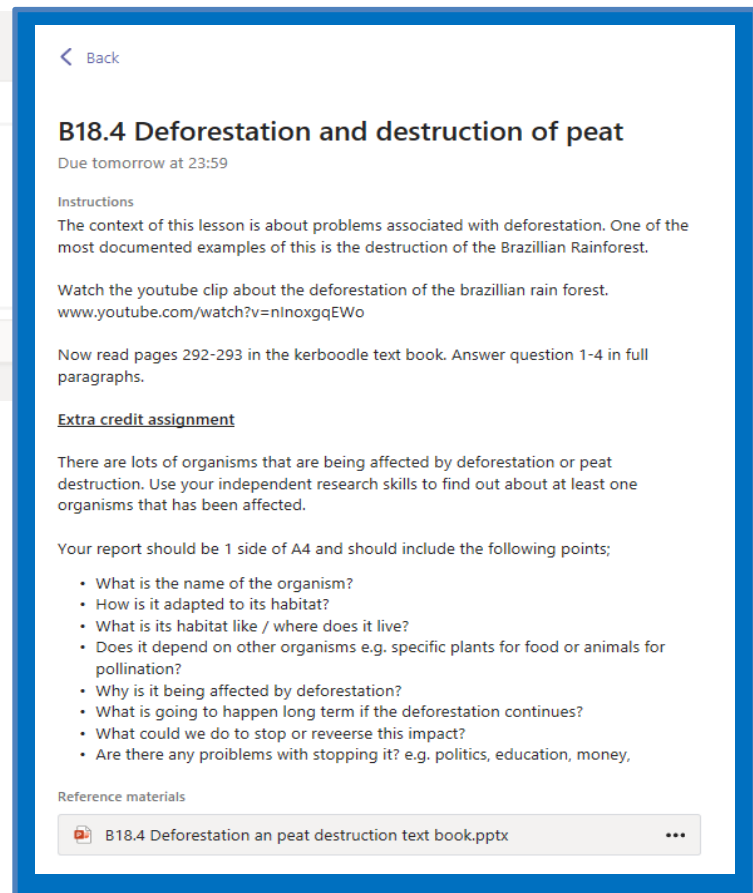 Back
B18.4 Deforestation and destruction of peat
Due tomorrow at 23:59
Instructions
The context of this lesson is about problems associated with deforestation. One of the
most documented examples of this is the destruction of the Brazillian Rainforest.
Watch the youtube clip about the deforestation of the brazillian rain forest.
www.youtube.com/watch?v=nInoxgqEWo
Now read pages 292-293 in the kerboodle text book. Answer question 1-4 in full
paragraphs.
Extra credit assignment
There are lots of organisms that are being affected by deforestation or peat
destruction. Use your independent research skills to find out about at least one
organisms that has been affected.
Your report should be 1 side of A4 and should include the following points;
• What is the name of the organism?
• How is it adapted to its habitat?
• What is its habitat like / where does it live?
• Does it depend on other organisms e.g. specific plants for food or animals for
pollination?
• Why is it being affected by deforestation?
• What is going to happen long term if the deforestation continues?
• What could we do to stop or reveerse this impact?
• Are there any proiblems with stopping it? e.g. politics, education, money,
Reference materials
B18.4 Deforestation an peat destruction text book.pptx